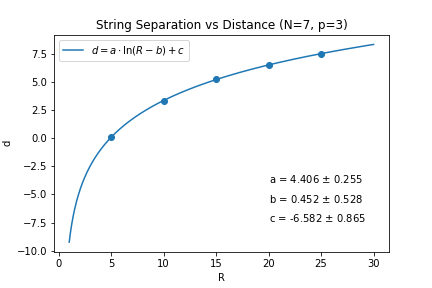 String Separation vs Distance (N=7, p=3)
d = a · ln(R − b) + c
7.5
5.0
2.5
0.0
−2.5
−5.0
−7.5
−10.0
d
a = 4.406 ± 0.255
b = 0.452 ± 0.528
c = -6.582 ± 0.865
0 5 10 15 20 25 30
R